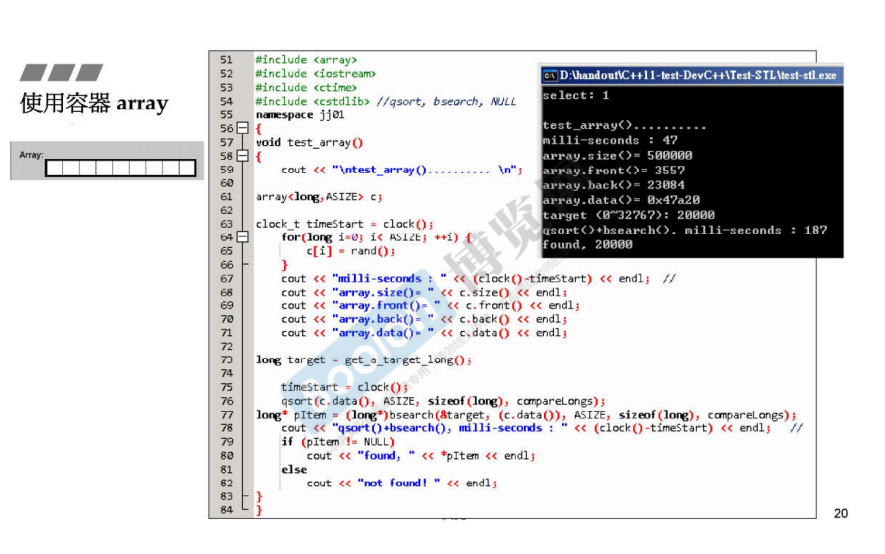 使用容器 array
Array:
51 #include <array>
52 #include <iostream>
53 #include <ctime>
54 #include <cstdlib> //qsort, bsearch, NULL
55 namespace jj01
56 {
57 void test_array()
58 {
59 cout << "\ntest_array().......... \n";
60
61 array<long,ASIZE> c;
62
63 clock_t timeStart = clock();
64 for(long i=0; i< ASIZE; ++i) {
65 c[i] = rand();
66 }
67 cout << "milli-seconds : " << (clock()-timeStart) << endl; //
68 cout << "array.size()= " << c.size() << endl;
69 cout << "array.front()= " << c.front() << endl;
70 cout << "array.back()= " << c.back() << endl;
71 cout << "array.data()= " << c.data() << endl;
72
73 long target = get_a_target_long();
74
75 timeStart = clock();
76 qsort(c.data(), ASIZE, sizeof(long), compareLongs);
77 long* pItem = (long*)bsearch(&target, (c.data()), ASIZE, sizeof(long), compareLongs);
78 cout << "qsort()+bsearch(), milli-seconds : " << (clock()-timeStart) << endl; //
79 if (pItem != NULL)
80 cout << "found, " << *pItem << endl;
81 else
82 cout << "not found! " << endl;
83 }
84 }
D:\handout\C++11-test-DevC++\Test-STL\test-stl.exe
select: 1
test_array()..........
milli-seconds : 47
array.size()= 500000
array.front()= 3557
array.back()= 23084
array.data()= 0x47a20
target (0~32767): 20000
qsort()+bsearch(), milli-seconds : 187
found, 20000
Boolan 博览
20